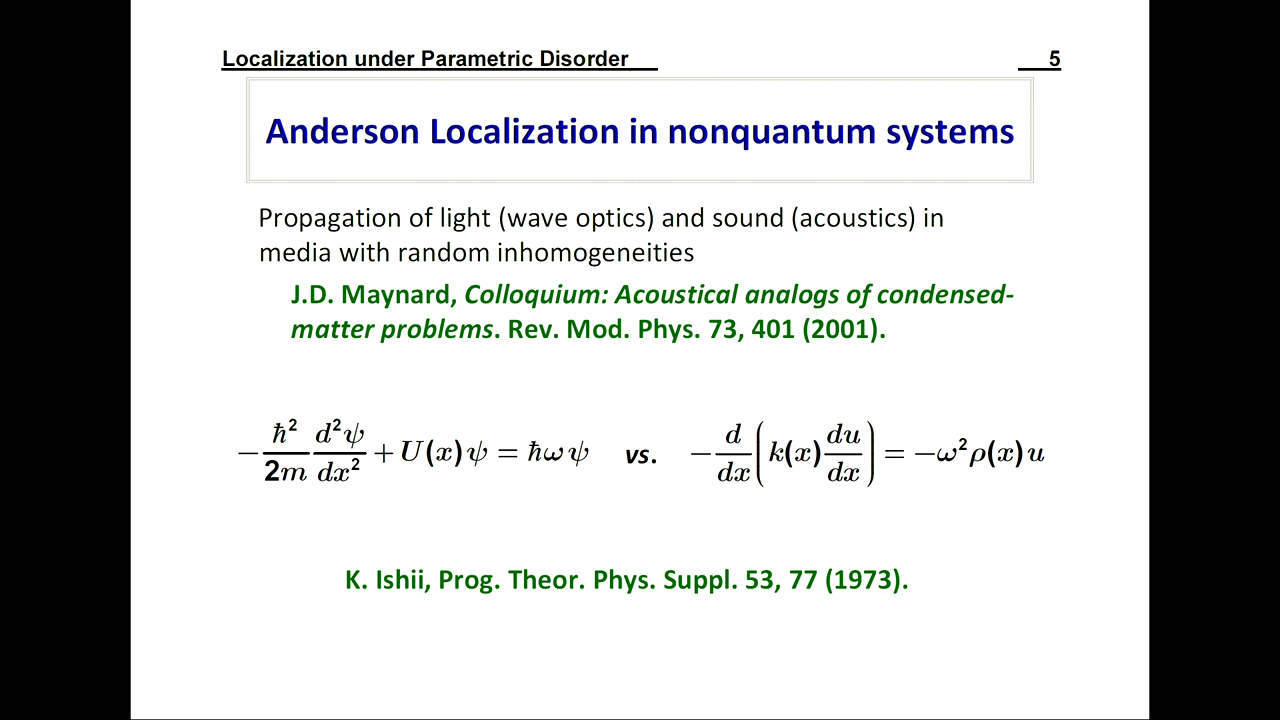 Localization under Parametric Disorder 5
Anderson Localization in nonquantum systems
Propagation of light (wave optics) and sound (acoustics) in
media with random inhomogeneities
J.D. Maynard, Colloquium: Acoustical analogs of condensed-
matter problems. Rev. Mod. Phys. 73, 401 (2001).
−ħ²/2m d²ψ/dx² + U(x)ψ = ħωψ vs. −d/dx(k(x)du/dx) = −ω²ρ(x)u
K. Ishii, Prog. Theor. Phys. Suppl. 53, 77 (1973).